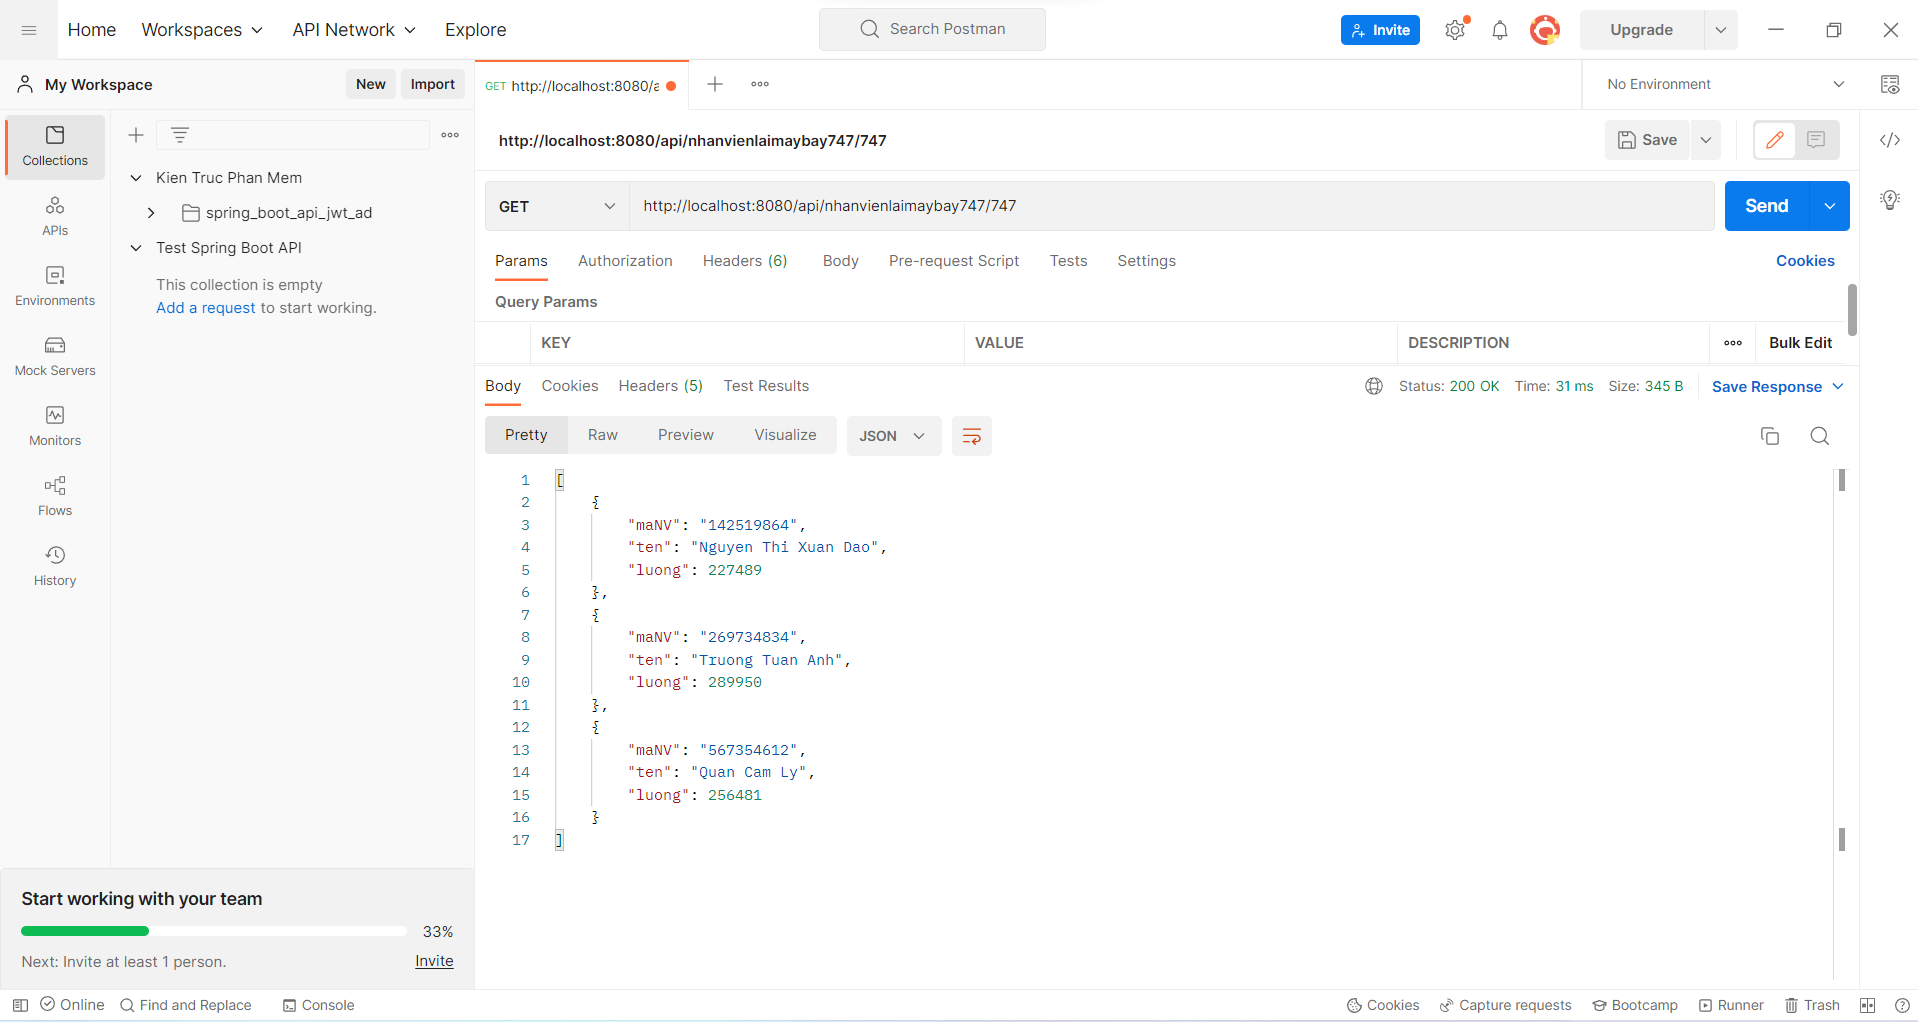 Home Workspaces API Network Explore Search Postman Invite Upgrade
My Workspace New Import GET http://localhost:8080/a No Environment
Collections
APIs
Environments
Mock Servers
Monitors
Flows
History
Kien Truc Phan Mem
spring_boot_api_jwt_ad
Test Spring Boot API
This collection is empty
Add a request to start working.
Start working with your team
33%
Next: Invite at least 1 person. Invite
http://localhost:8080/api/nhanvienlaimaybay747/747 Save
GET http://localhost:8080/api/nhanvienlaimaybay747/747 Send
Params Authorization Headers (6) Body Pre-request Script Tests Settings Cookies
Query Params
KEY VALUE DESCRIPTION Bulk Edit
Body Cookies Headers (5) Test Results Status: 200 OK Time: 31 ms Size: 345 B Save Response
Pretty Raw Preview Visualize JSON
1 [
2 {
3 "maNV": "142519864",
4 "ten": "Nguyen Thi Xuan Dao",
5 "luong": 227489
6 },
7 {
8 "maNV": "269734834",
9 "ten": "Truong Tuan Anh",
10 "luong": 289950
11 },
12 {
13 "maNV": "567354612",
14 "ten": "Quan Cam Ly",
15 "luong": 256481
16 }
17 ]
Online Find and Replace Console Cookies Capture requests Bootcamp Runner Trash